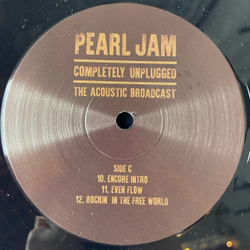 PEARL JAM
COMPLETELY UNPLUGGED
THE ACOUSTIC BROADCAST
SIDE C
10. ENCORE INTRO
11. EVEN FLOW
12. ROCKIN' IN THE FREE WORLD